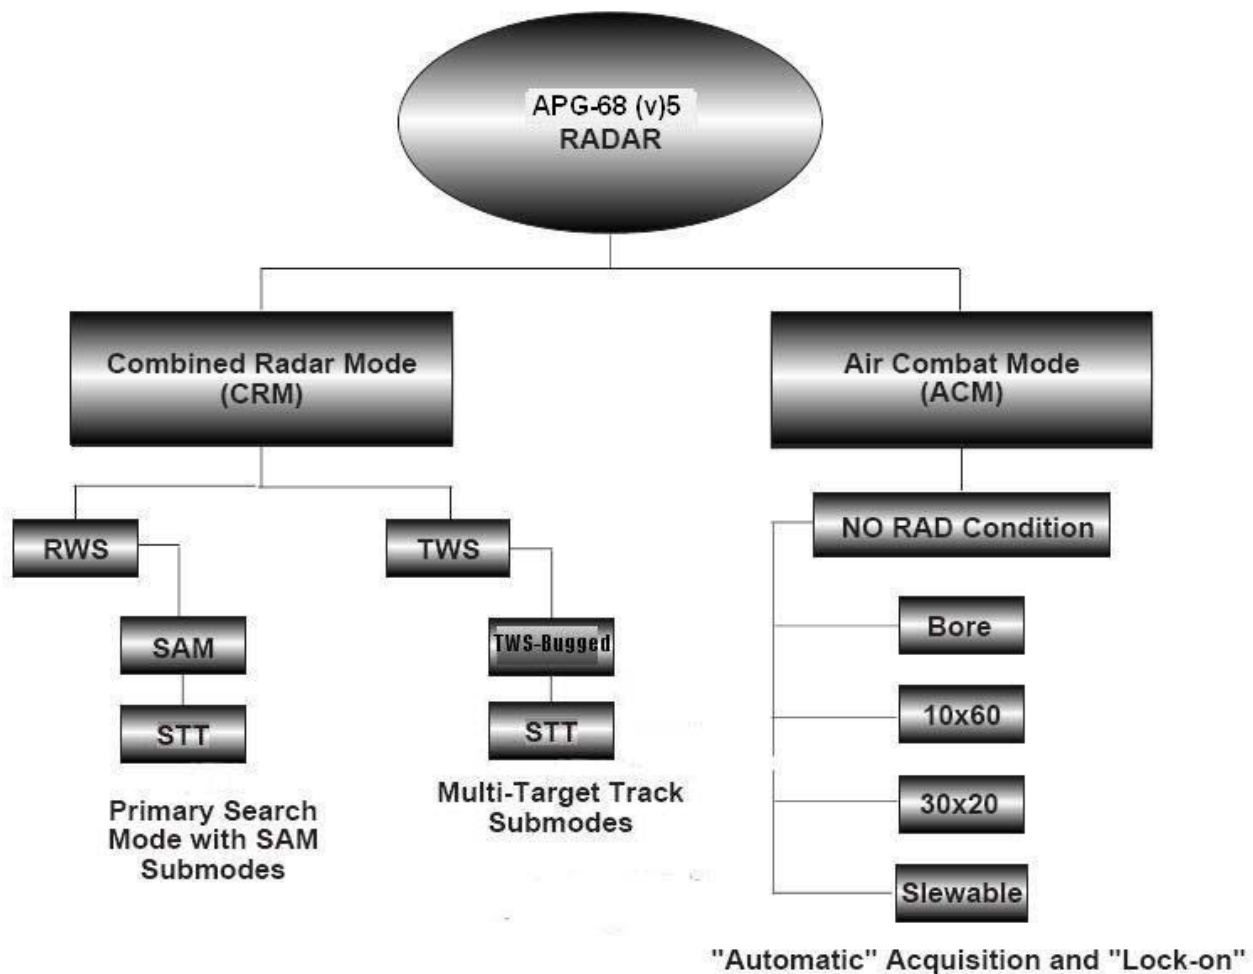 APG-68 (v)5
RADAR
Combined Radar Mode
(CRM)
Air Combat Mode
(ACM)
RWS
TWS
NO RAD Condition
SAM
TWS-Bugged
Bore
STT
STT
10x60
Primary Search
Mode with SAM
Submodes
Multi-Target Track
Submodes
30x20
Slewable
"Automatic" Acquisition and "Lock-on"